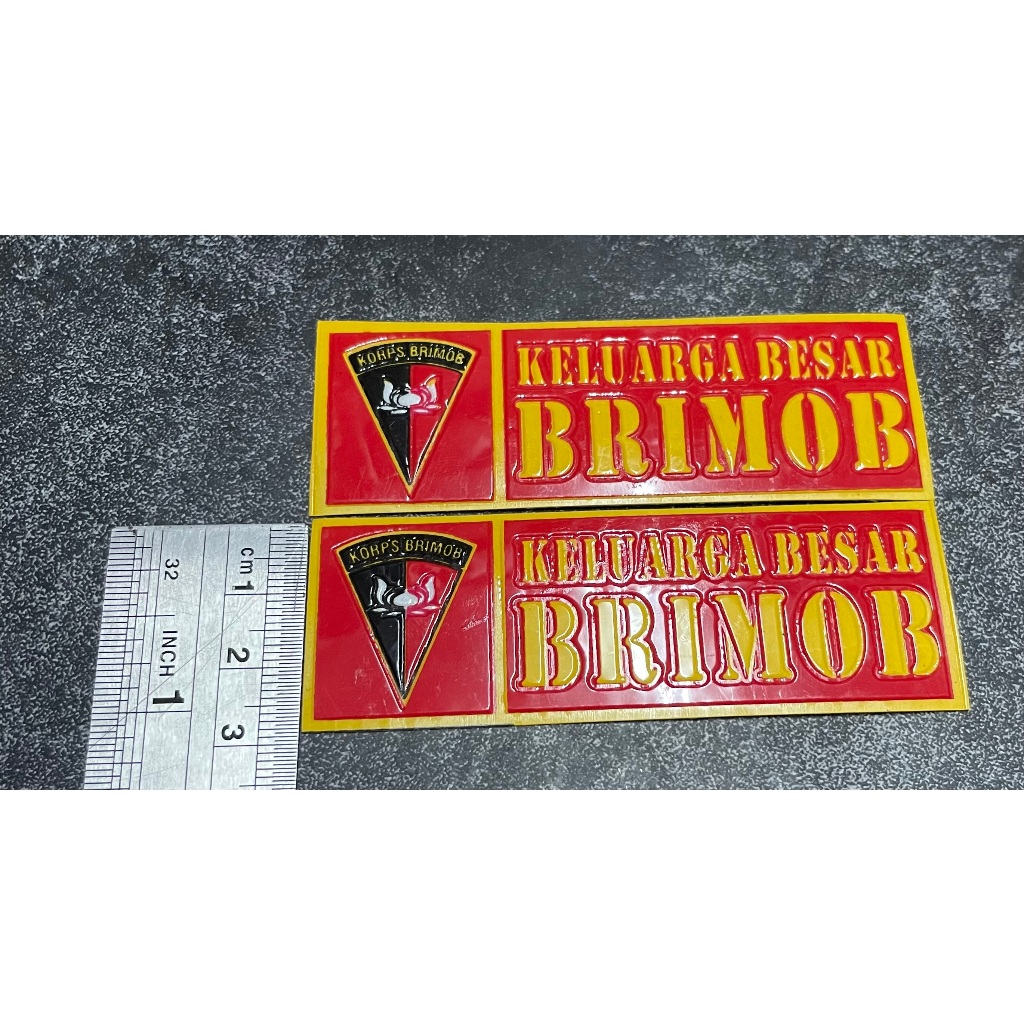 KORPS BRIMOB
KELUARGA BESAR
BRIMOB
KORPS BRIMOB
KELUARGA BESAR
BRIMOB
cm 1 2 3
32 INCH 1